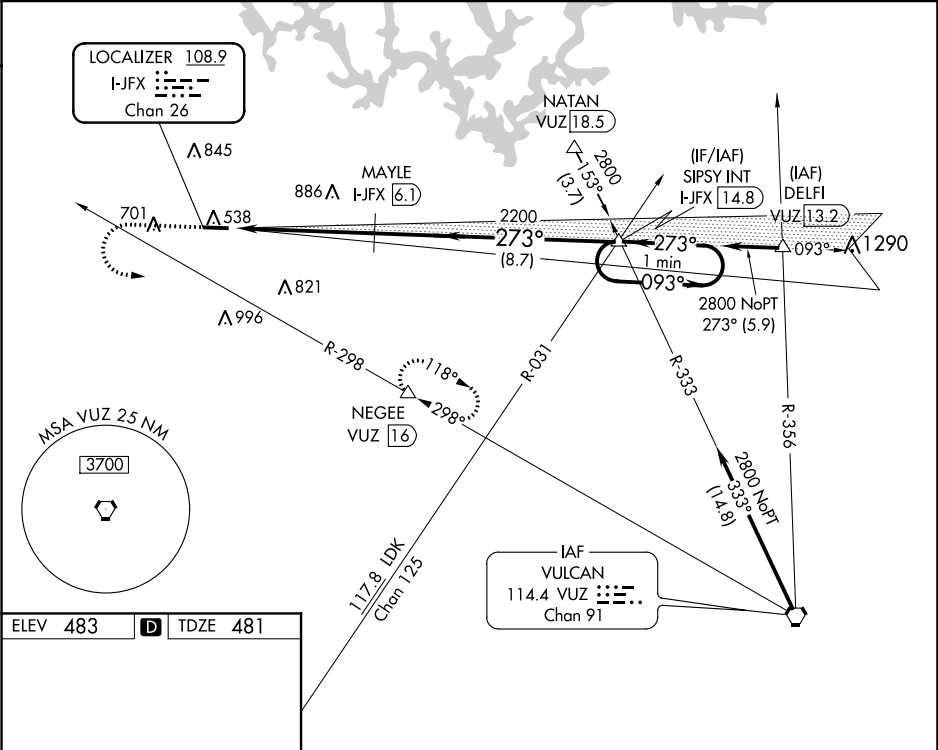 LOCALIZER 108.9
I-JFX
Chan 26
845
NATAN
VUZ 18.5
2800
153°
(3.7)
(IF/IAF)
SIPSY INT
I-JFX 14.8
(IAF)
DELFI
VUZ 13.2
MAYLE
I-JFX 6.1
886
701
538
2200
273°
(8.7)
273°
1 min
093°
093°
1290
2800 NoPT
273° (5.9)
821
996
R-298
118°
298°
NEGEE
VUZ 16
R-031
R-333
R-356
2800 NoPT
333°
(14.8)
MSA VUZ 25 NM
3700
117.8 LDK
Chan 125
IAF
VULCAN
114.4 VUZ
Chan 91
ELEV 483 D TDZE 481